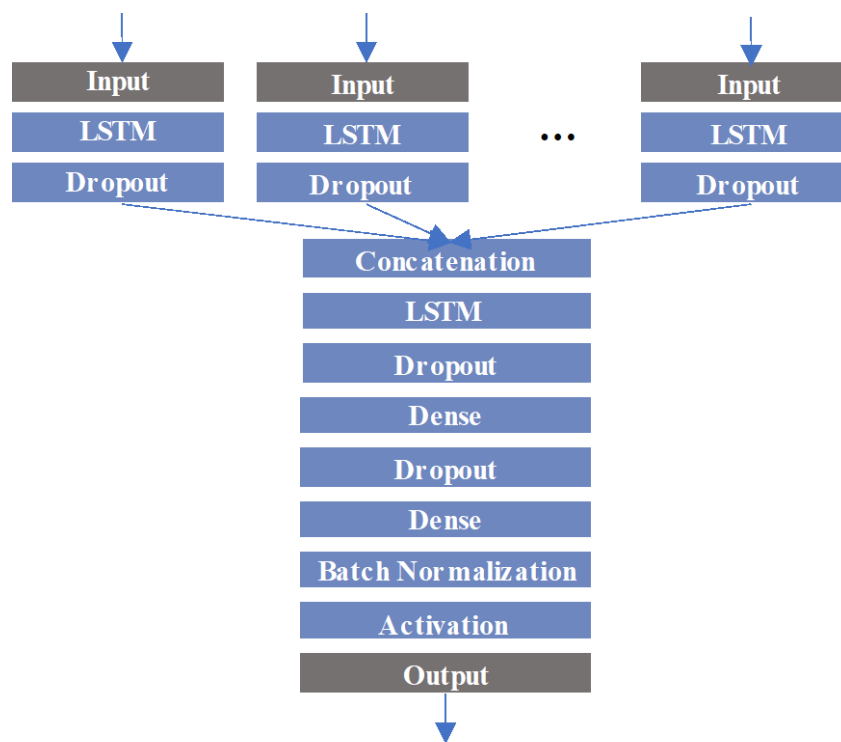 Input Input Input
LSTM LSTM ... LSTM
Dropout Dropout Dropout
Concatenation
LSTM
Dropout
Dense
Dropout
Dense
Batch Normalization
Activation
Output